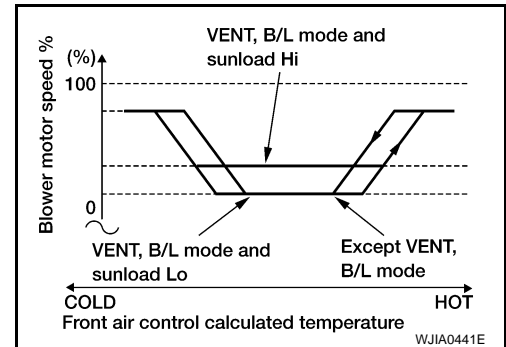 VENT, B/L mode and
sunload Hi
Blower motor speed %
(%)
100
0
VENT, B/L mode and
sunload Lo
Except VENT,
B/L mode
COLD
HOT
Front air control calculated temperature
WJIA0441E